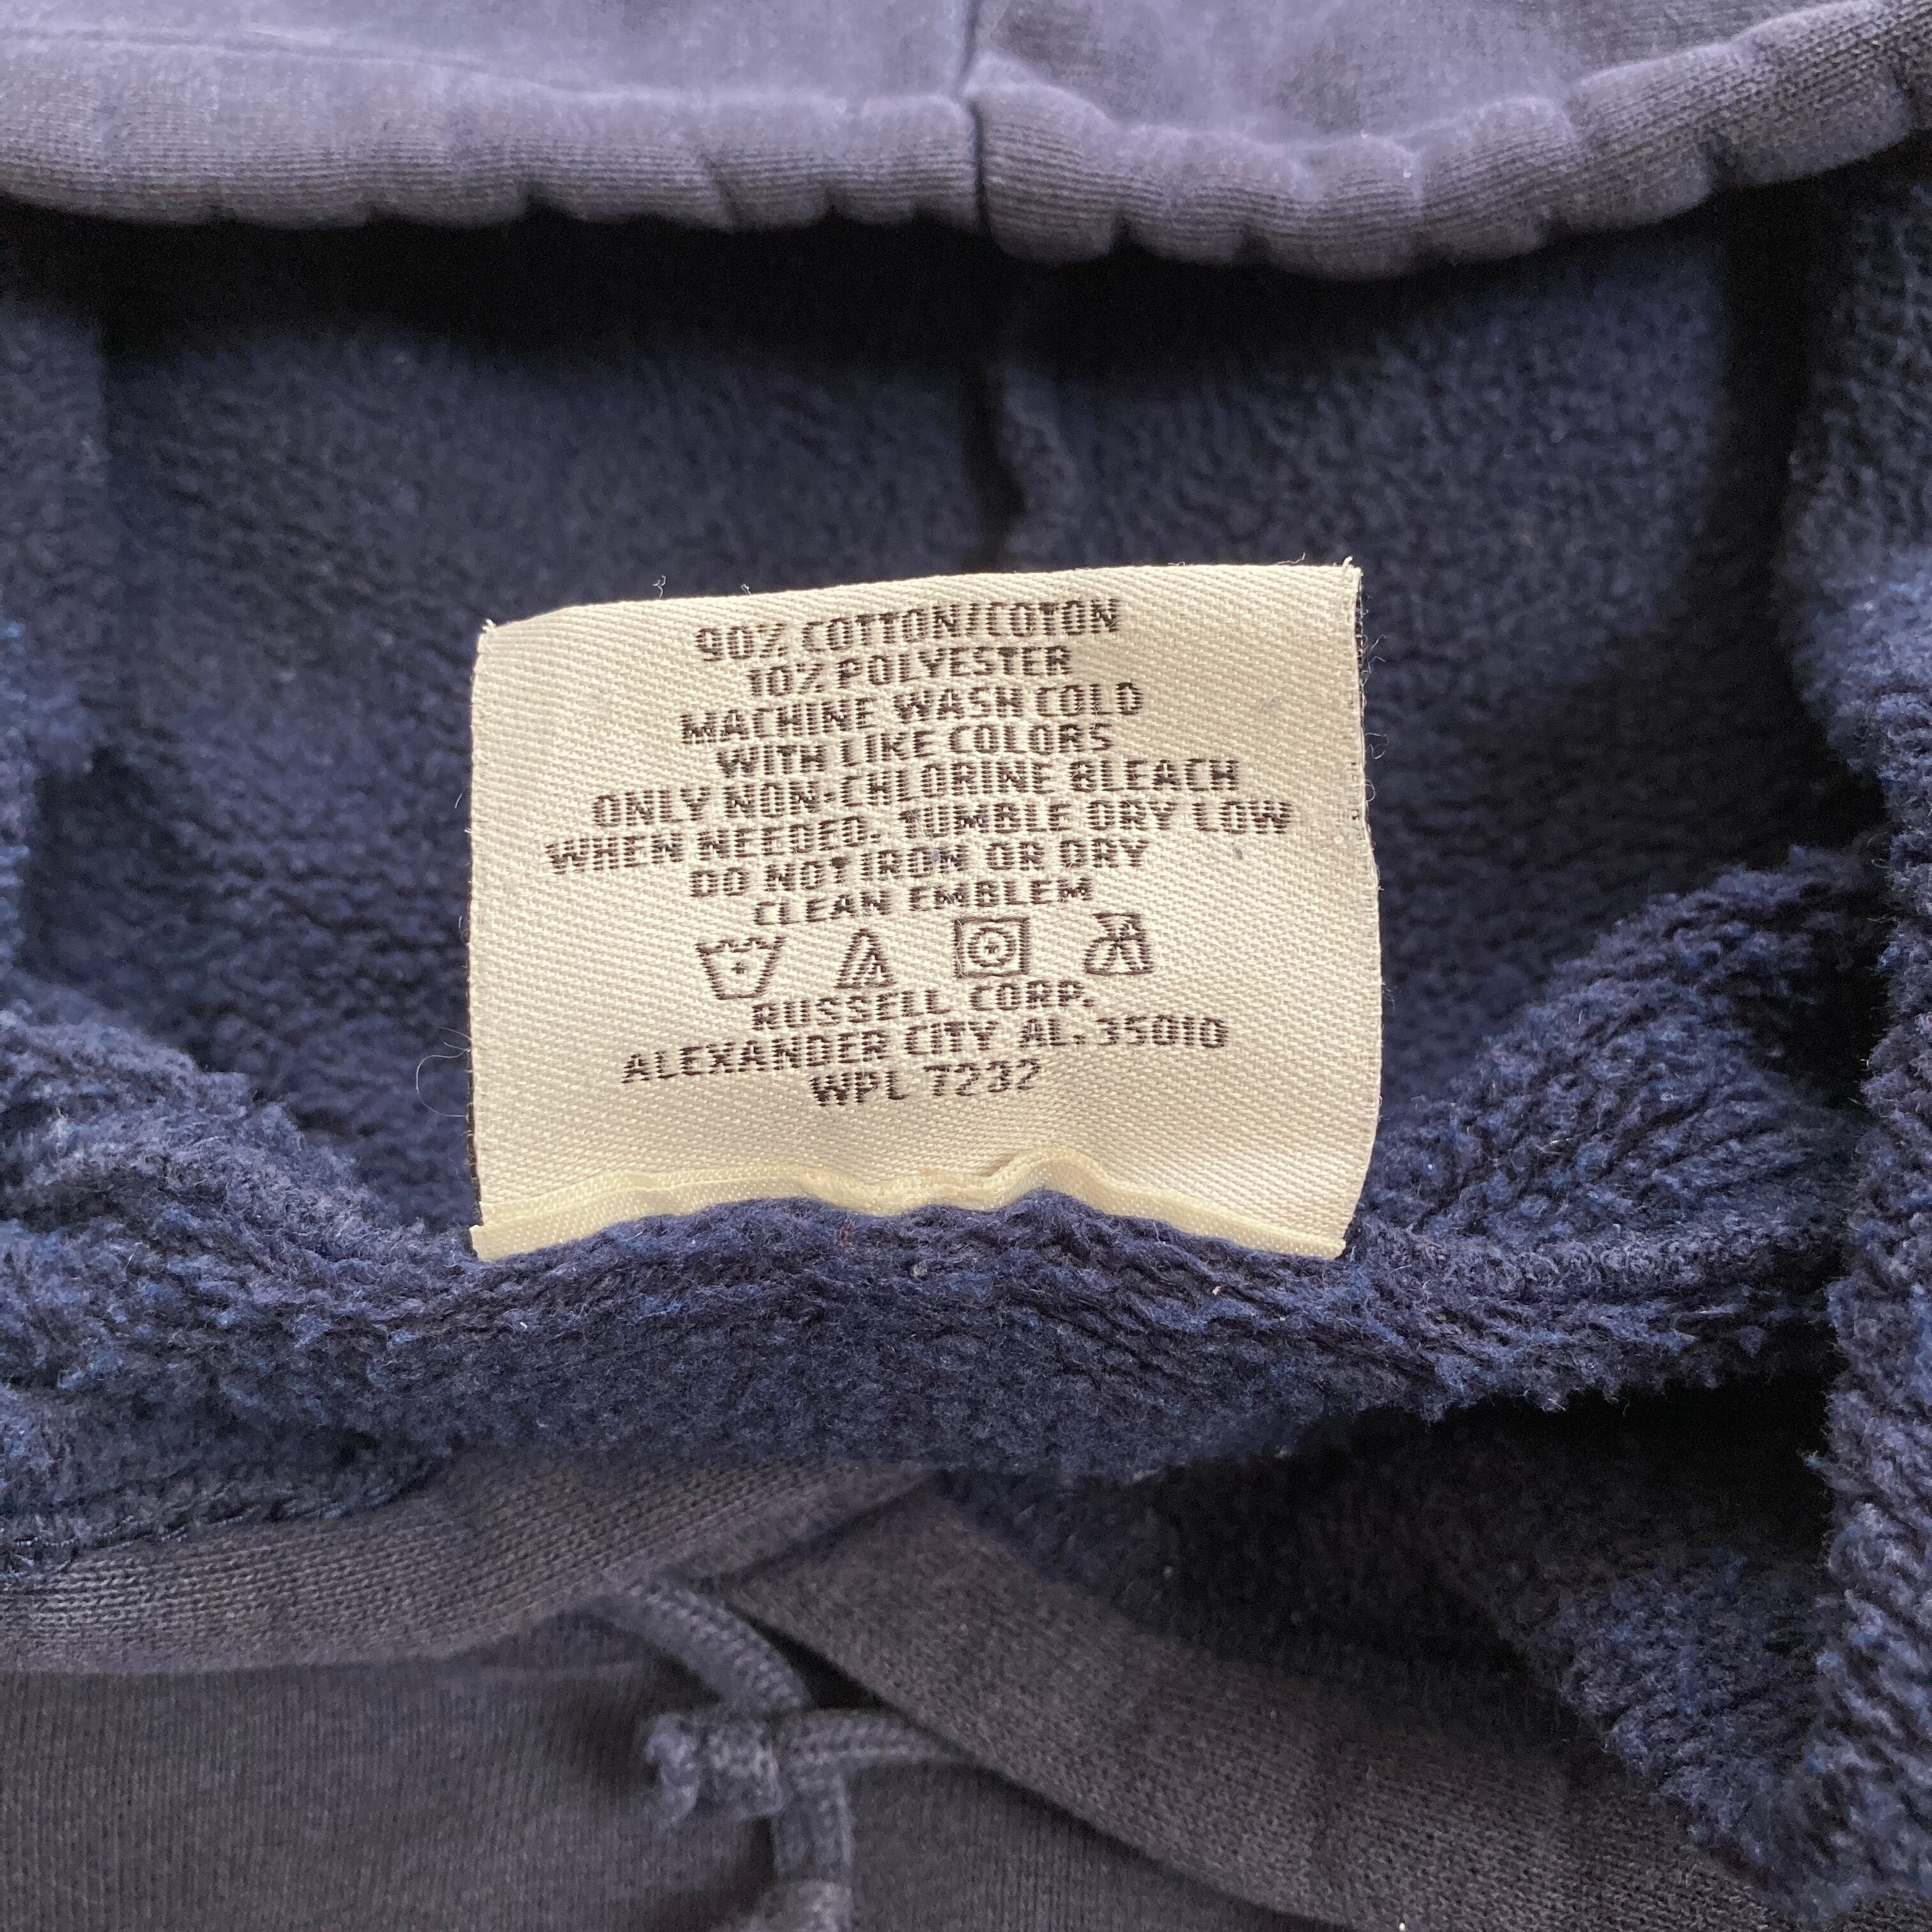 90% COTTON/COTON
10% POLYESTER
MACHINE WASH COLD
WITH LIKE COLORS
ONLY NON-CHLORINE BLEACH
WHEN NEEDED. TUMBLE DRY LOW
DO NOT IRON OR DRY
CLEAN EMBLEM
RUSSELL CORP.
ALEXANDER CITY AL. 35010
WPL 7232